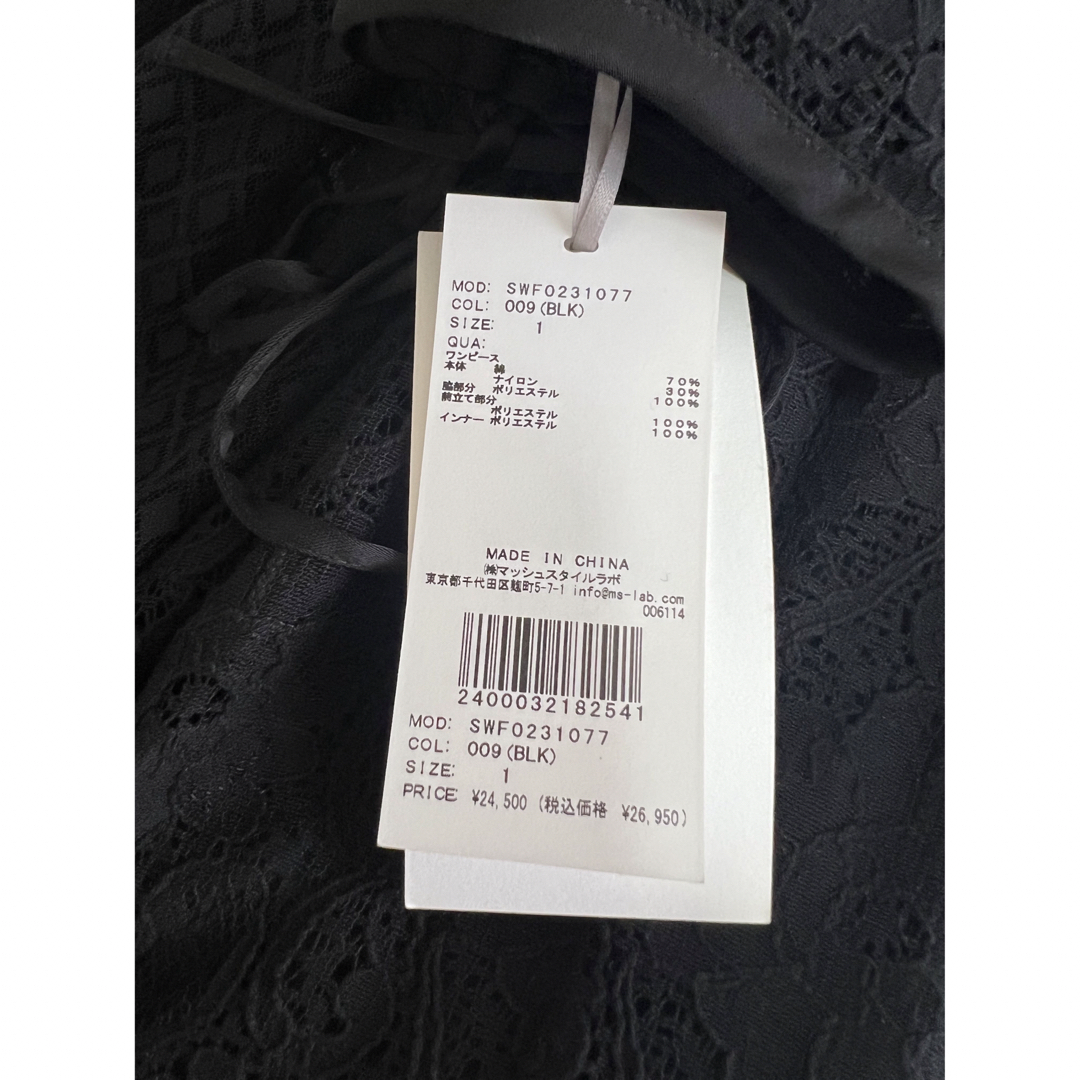 MOD: SWF0231077
COL: 009(BLK)
SIZE: 1
QUA:
ワンピース
本体 綿 70%
ナイロン 30%
脇部分 ポリエステル 100%
前立て部分
ポリエステル 100%
インナー ポリエステル 100%
MADE IN CHINA
㈱マッシュスタイルラボ
東京都千代田区麹町5-7-1 info@ms-lab.com
006114
2400032182541
MOD: SWF0231077
COL: 009(BLK)
SIZE: 1
PRICE: ¥24,500 (税込価格 ¥26,950)